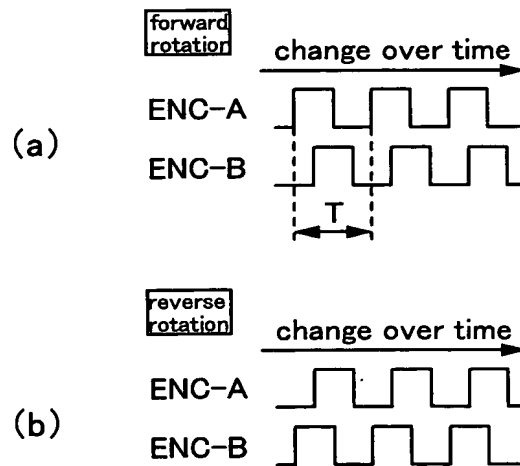 forward
rotation
change over time
ENC-A
(a)
ENC-B
T
reverse
rotation
change over time
ENC-A
(b)
ENC-B